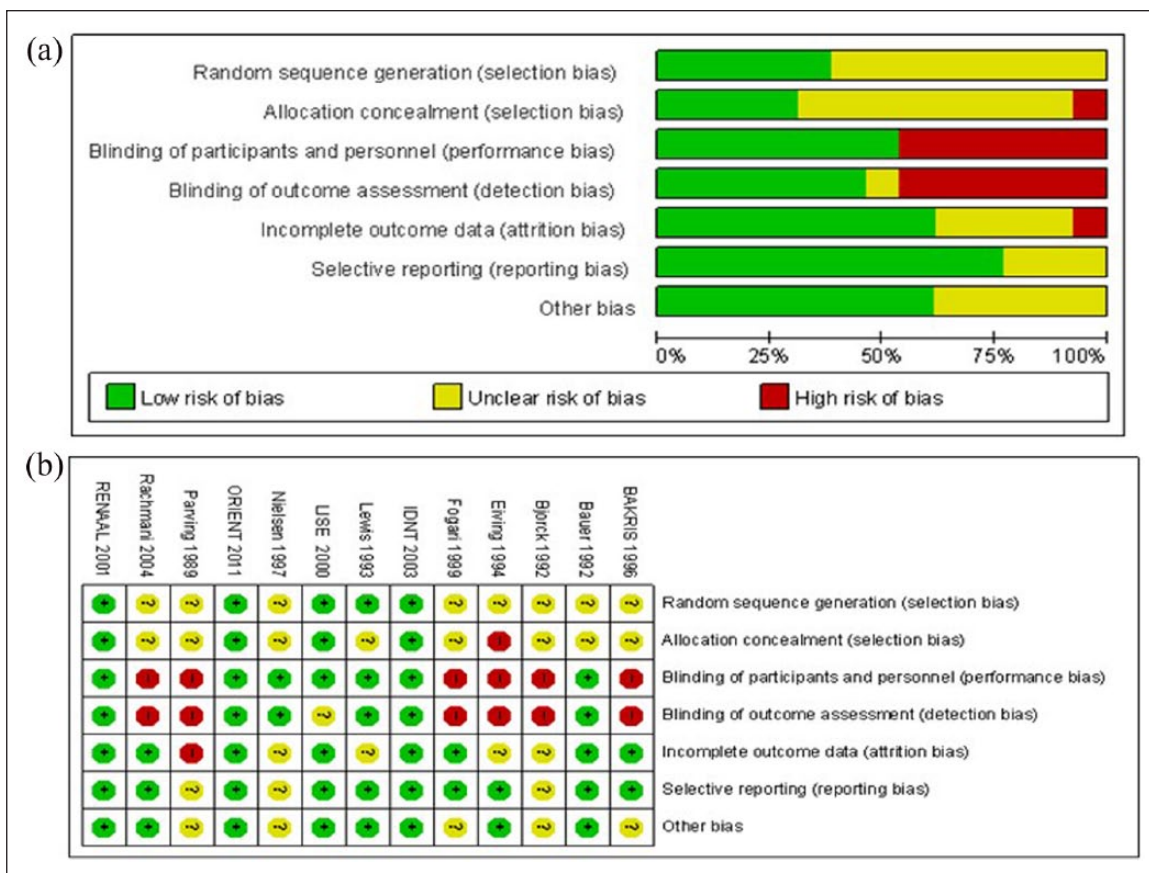 (a)
Random sequence generation (selection bias)
Allocation concealment (selection bias)
Blinding of participants and personnel (performance bias)
Blinding of outcome assessment (detection bias)
Incomplete outcome data (attrition bias)
Selective reporting (reporting bias)
Other bias
0% 25% 50% 75% 100%
Low risk of bias Unclear risk of bias High risk of bias
(b)
RENAAL 2001
Rachmani 2004
Parving 1989
ORIENT 2011
Nielsen 1997
LISE 2000
Lewis 1993
IDNT 2003
Fogari 1999
Eiving 1994
Bjorck 1992
Bauer 1992
BAKRIS 1996
+ ? ? + ? + + + ? ? ? ? ? Random sequence generation (selection bias)
+ ? ? + ? + ? + ? - ? ? ? Allocation concealment (selection bias)
+ - - + + + + + - - - + - Blinding of participants and personnel (performance bias)
+ - - + + ? + + - - - + - Blinding of outcome assessment (detection bias)
+ + - + ? + ? + + ? ? + + Incomplete outcome data (attrition bias)
+ + ? + ? + + + + + ? + + Selective reporting (reporting bias)
+ + ? + ? + + + ? + ? + ? Other bias